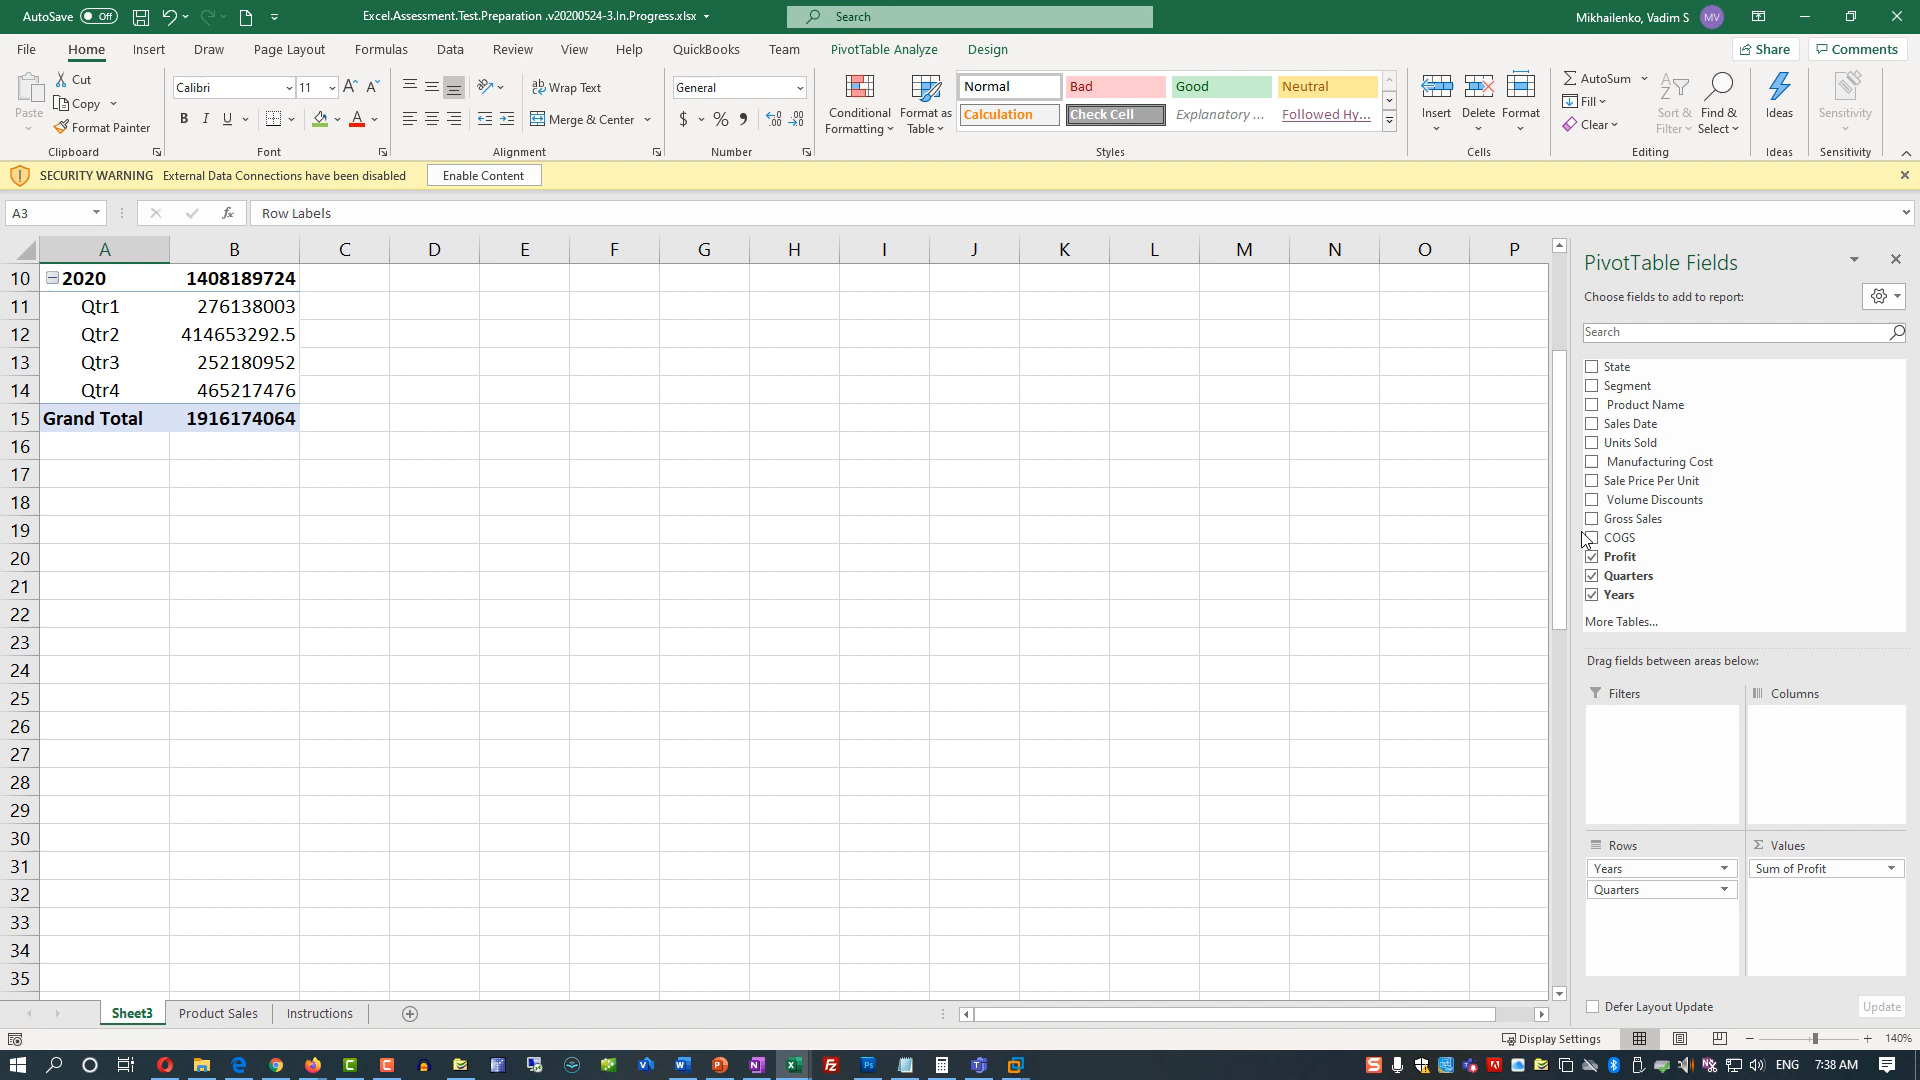 AutoSave Off Excel.Assessment.Test.Preparation .v20200524-3.In.Progress.xlsx Search Mikhailenko, Vadim S MV
File Home Insert Draw Page Layout Formulas Data Review View Help QuickBooks Team PivotTable Analyze Design Share Comments
Paste Cut Copy Format Painter Calibri 11 B I U Wrap Text Merge & Center General $ % Conditional Formatting Format as Table Normal Bad Good Neutral Calculation Check Cell Explanatory ... Followed Hy... Insert Delete Format AutoSum Fill Clear Sort & Filter Find & Select Ideas Sensitivity
Clipboard Font Alignment Number Styles Cells Editing Ideas Sensitivity
SECURITY WARNING External Data Connections have been disabled Enable Content
A3 fx Row Labels
A B C D E F G H I J K L M N O P
10 2020 1408189724
11 Qtr1 276138003
12 Qtr2 414653292.5
13 Qtr3 252180952
14 Qtr4 465217476
15 Grand Total 1916174064
16
17
18
19
20
21
22
23
24
25
26
27
28
29
30
31
32
33
34
35
PivotTable Fields
Choose fields to add to report:
Search
State
Segment
Product Name
Sales Date
Units Sold
Manufacturing Cost
Sale Price Per Unit
Volume Discounts
Gross Sales
COGS
Profit
Quarters
Years
More Tables...
Drag fields between areas below:
Filters Columns
Rows Values
Years Sum of Profit
Quarters
Defer Layout Update Update
Sheet3 Product Sales Instructions
Display Settings 140%
ENG 7:38 AM